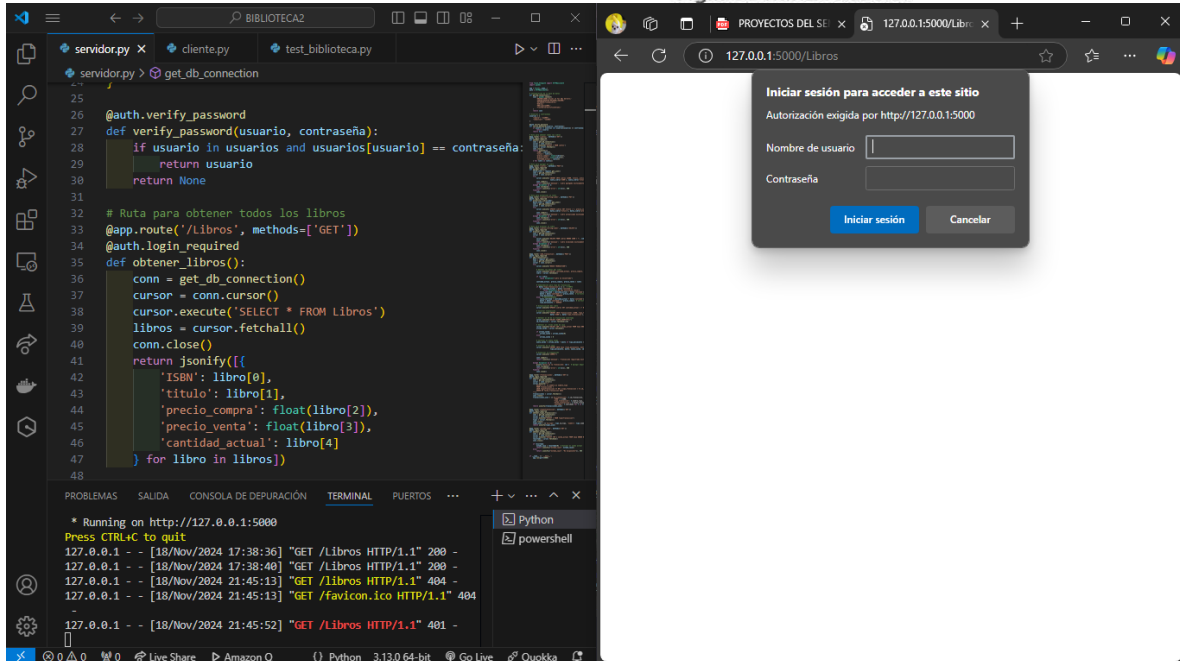 BIBLIOTECA2
servidor.py
cliente.py
test_biblioteca.py
servidor.py > get_db_connection
24 }
25
26 @auth.verify_password
27 def verify_password(usuario, contraseña):
28 if usuario in usuarios and usuarios[usuario] == contraseña:
29 return usuario
30 return None
31
32 # Ruta para obtener todos los libros
33 @app.route('/Libros', methods=['GET'])
34 @auth.login_required
35 def obtener_libros():
36 conn = get_db_connection()
37 cursor = conn.cursor()
38 cursor.execute('SELECT * FROM Libros')
39 libros = cursor.fetchall()
40 conn.close()
41 return jsonify([{
42 'ISBN': libro[0],
43 'titulo': libro[1],
44 'precio_compra': float(libro[2]),
45 'precio_venta': float(libro[3]),
46 'cantidad_actual': libro[4]
47 } for libro in libros])
48
PROBLEMAS SALIDA CONSOLA DE DEPURACIÓN TERMINAL PUERTOS
* Running on http://127.0.0.1:5000
Press CTRL+C to quit
127.0.0.1 - - [18/Nov/2024 17:38:36] "GET /Libros HTTP/1.1" 200 -
127.0.0.1 - - [18/Nov/2024 17:38:40] "GET /Libros HTTP/1.1" 200 -
127.0.0.1 - - [18/Nov/2024 21:45:13] "GET /libros HTTP/1.1" 404 -
127.0.0.1 - - [18/Nov/2024 21:45:13] "GET /favicon.ico HTTP/1.1" 404
-
127.0.0.1 - - [18/Nov/2024 21:45:52] "GET /Libros HTTP/1.1" 401 -
Python
powershell
0 0 0 Live Share Amazon Q {} Python 3.13.0 64-bit Go Live Quokka
PROYECTOS DEL SE
127.0.0.1:5000/Libro
127.0.0.1:5000/Libros
Iniciar sesión para acceder a este sitio
Autorización exigida por http://127.0.0.1:5000
Nombre de usuario
Contraseña
Iniciar sesión Cancelar